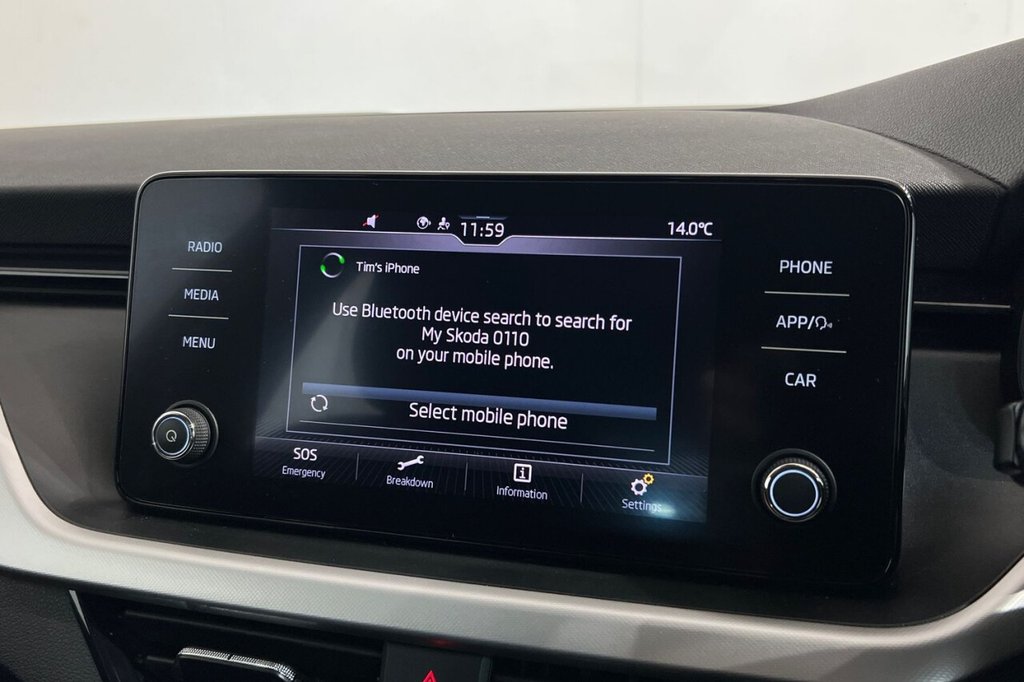 11:59
14.0°C
RADIO
MEDIA
MENU
Tim's iPhone
Use Bluetooth device search to search for
My Skoda 0110
on your mobile phone.
Select mobile phone
SOS
Emergency
Breakdown
i
Information
Settings
PHONE
APP/
CAR